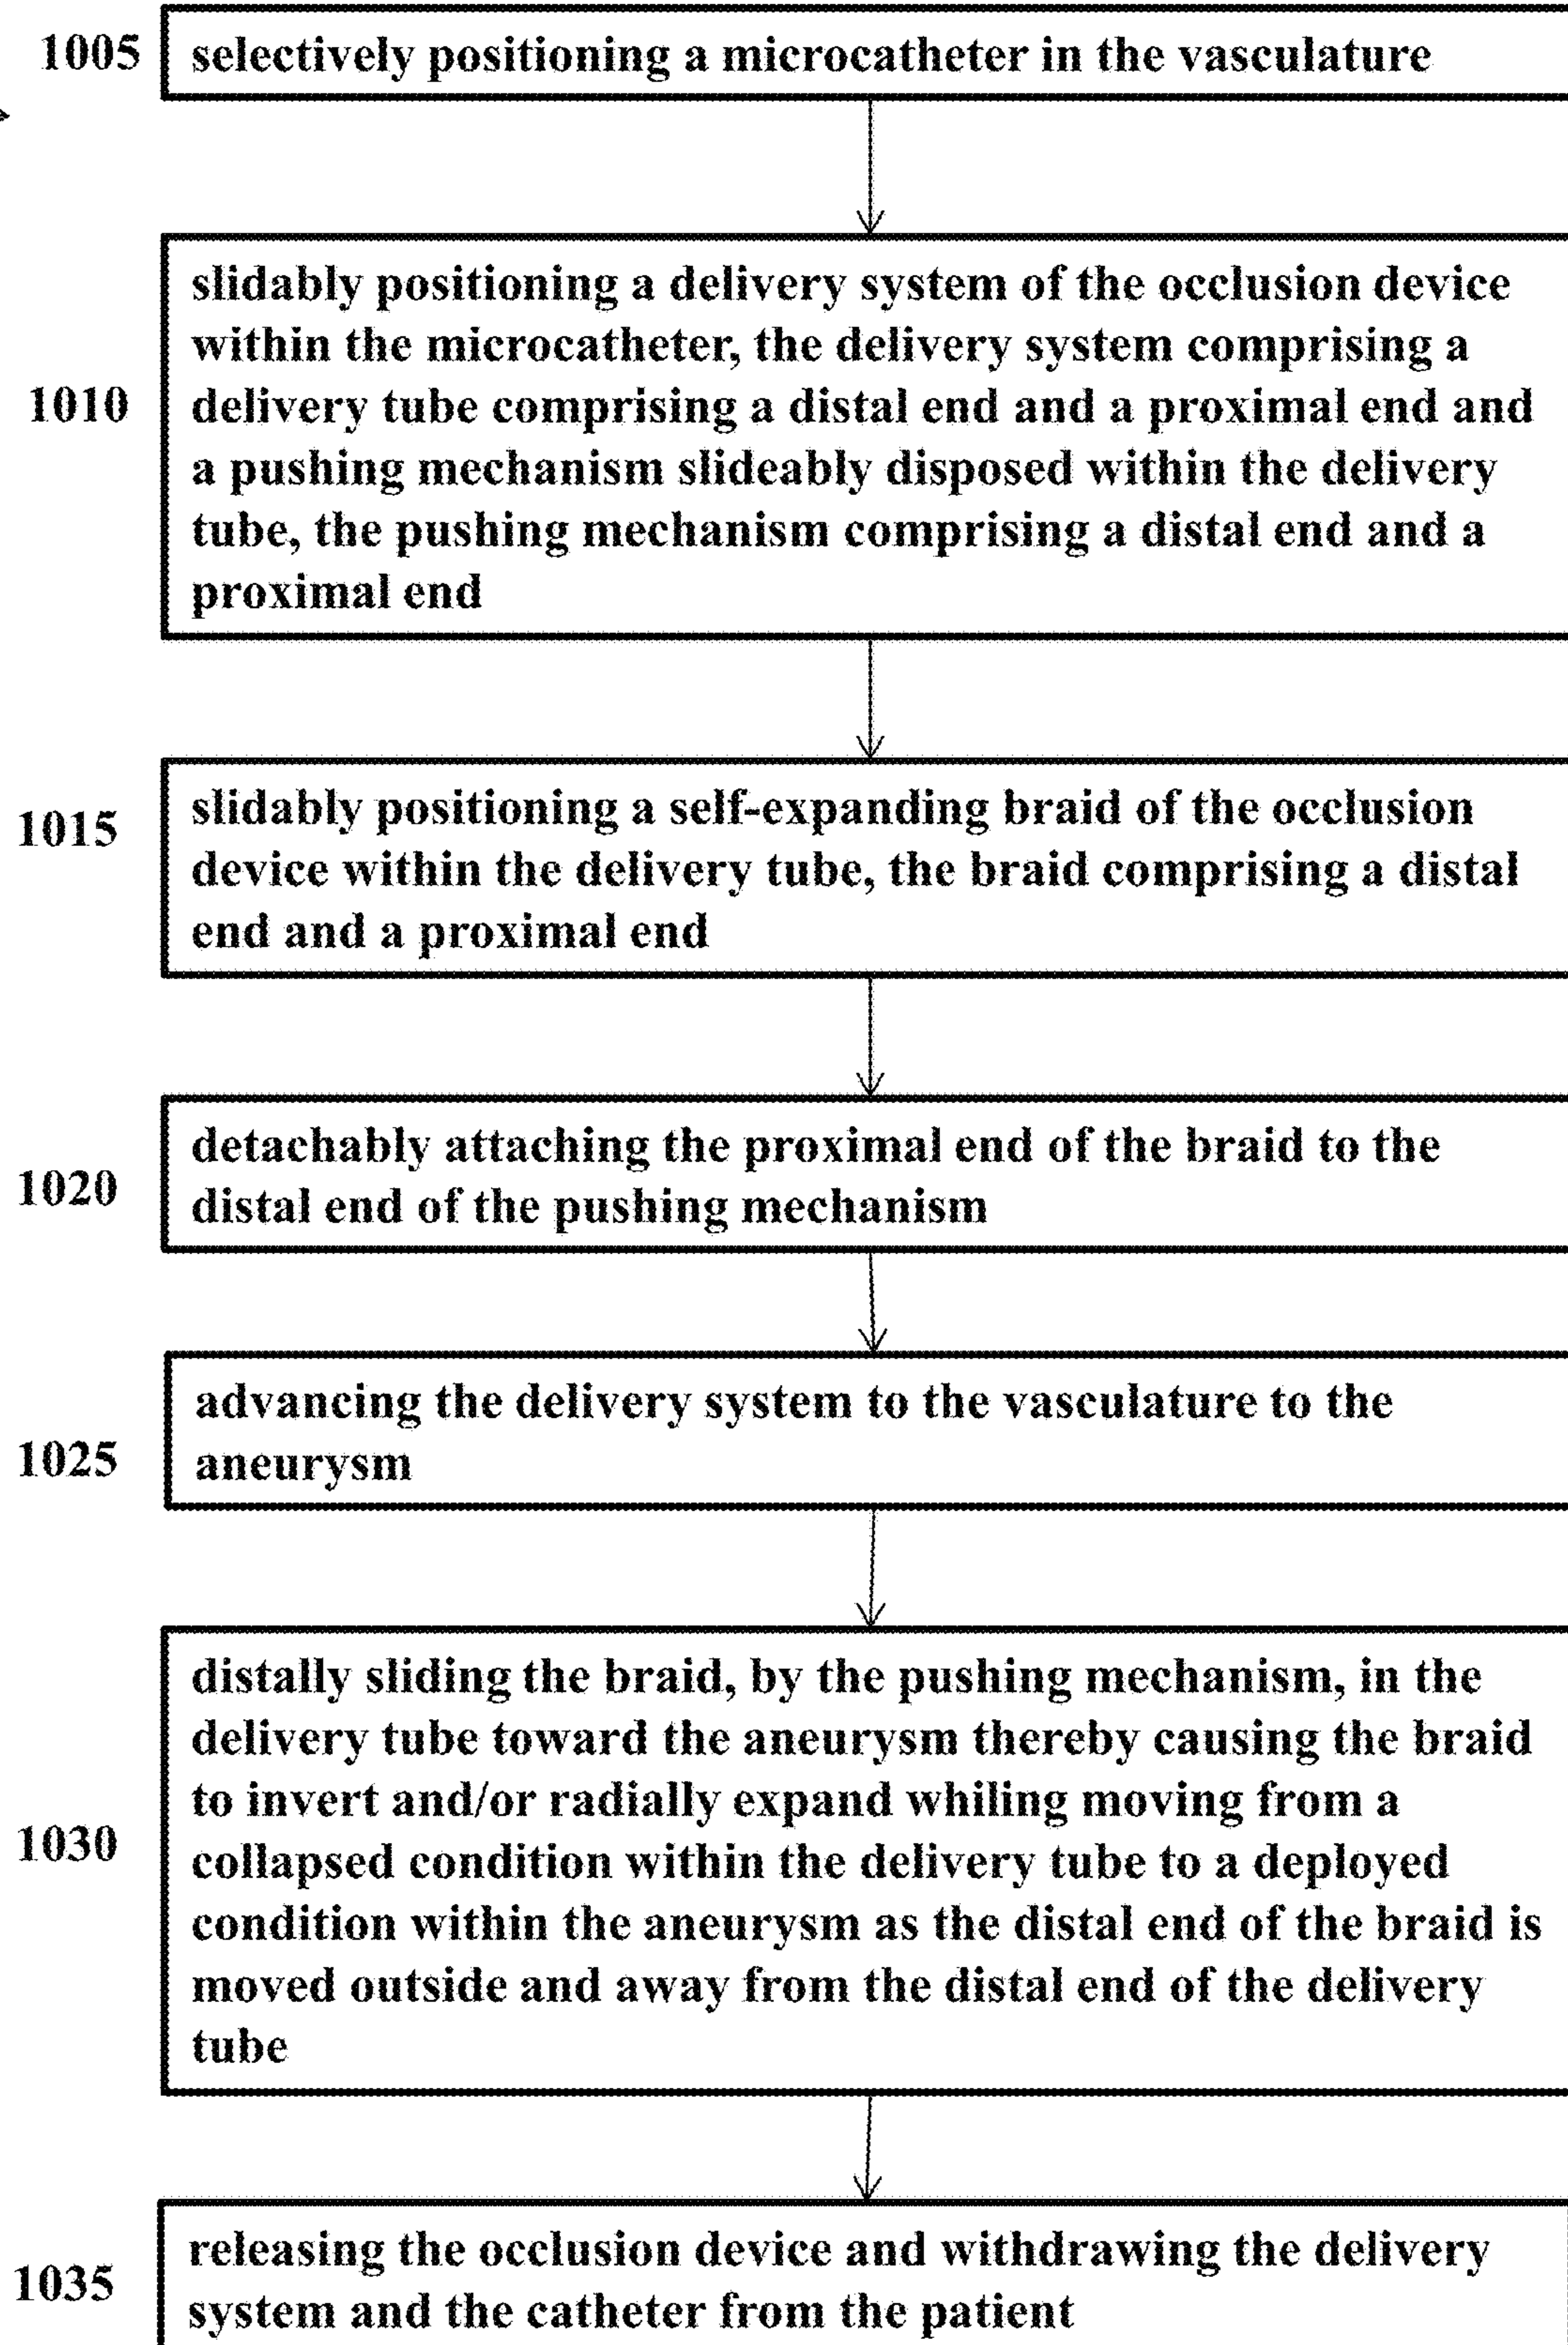 1005
selectively positioning a microcatheter in the vasculature
1010
slidably positioning a delivery system of the occlusion device
within the microcatheter, the delivery system comprising a
delivery tube comprising a distal end and a proximal end and
a pushing mechanism slideably disposed within the delivery
tube, the pushing mechanism comprising a distal end and a
proximal end
1015
slidably positioning a self-expanding braid of the occlusion
device within the delivery tube, the braid comprising a distal
end and a proximal end
1020
detachably attaching the proximal end of the braid to the
distal end of the pushing mechanism
1025
advancing the delivery system to the vasculature to the
aneurysm
1030
distally sliding the braid, by the pushing mechanism, in the
delivery tube toward the aneurysm thereby causing the braid
to invert and/or radially expand whiling moving from a
collapsed condition within the delivery tube to a deployed
condition within the aneurysm as the distal end of the braid is
moved outside and away from the distal end of the delivery
tube
1035
releasing the occlusion device and withdrawing the delivery
system and the catheter from the patient